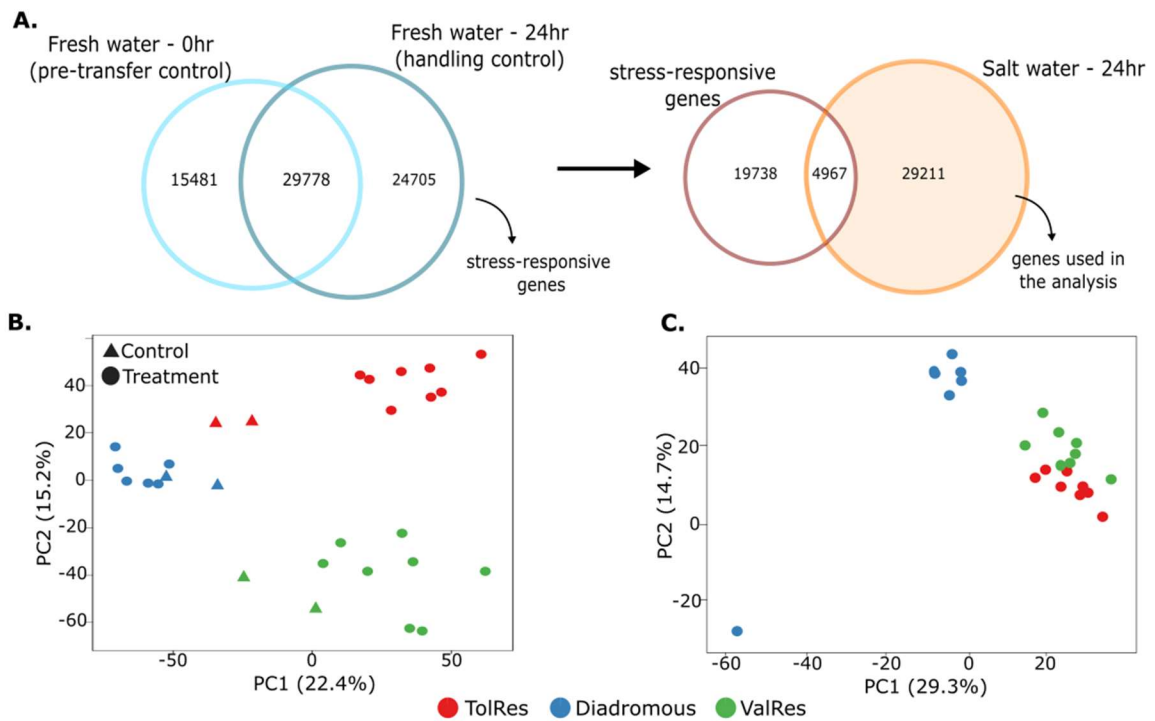 A.
Fresh water - 0hr
(pre-transfer control)
Fresh water - 24hr
(handling control)
15481
29778
24705
stress-responsive
genes
stress-responsive
genes
Salt water - 24hr
19738
4967
29211
genes used in
the analysis
B.
Control
Treatment
40
20
0
-20
-40
-60
PC2 (15.2%)
-50
0
50
PC1 (22.4%)
C.
40
20
0
-20
PC2 (14.7%)
-60
-40
-20
0
20
PC1 (29.3%)
TolRes
Diadromous
ValRes